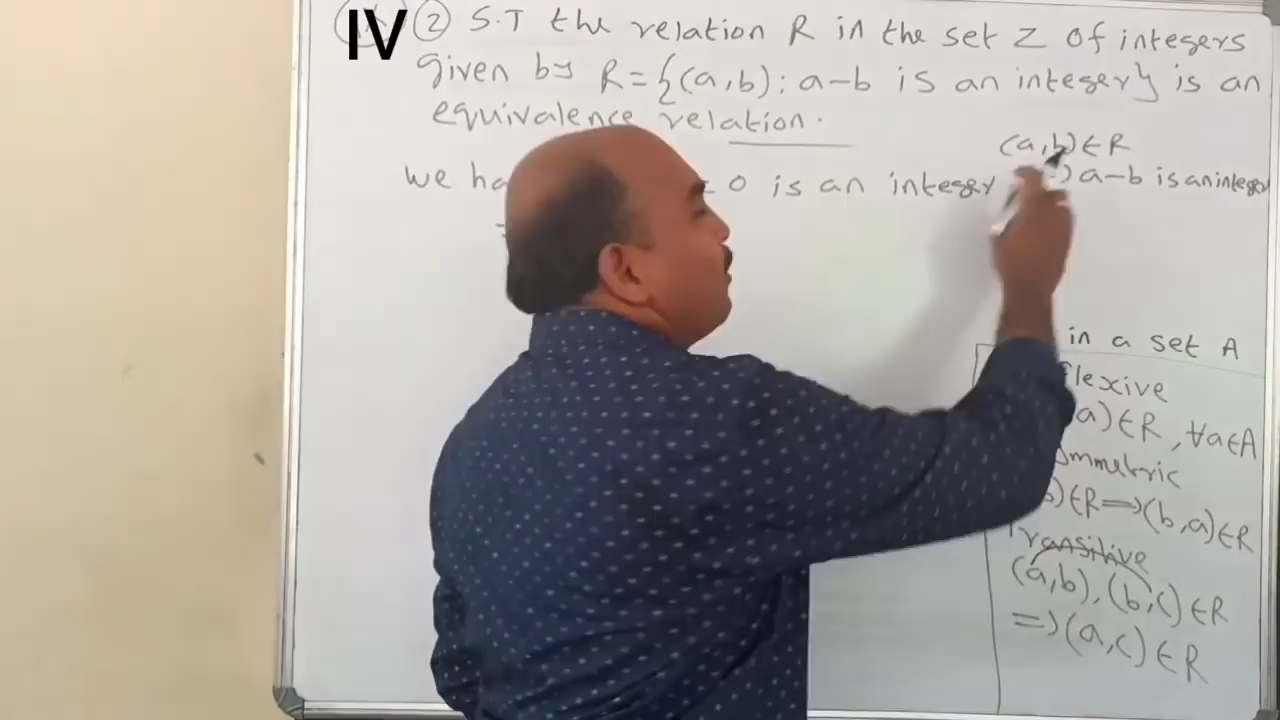 IV ② S.T the relation R in the set Z of integers
given by R={(a,b): a-b is an integer} is an
equivalence relation.
(a,b)∈R
we 0 is an integer
a-b is an integer
in a set A
flexive
a)∈R, ∀a∈A
mmetric
)∈R=>(b,a)∈R
Transitive
(a,b),(b,c)∈R
=>(a,c)∈R